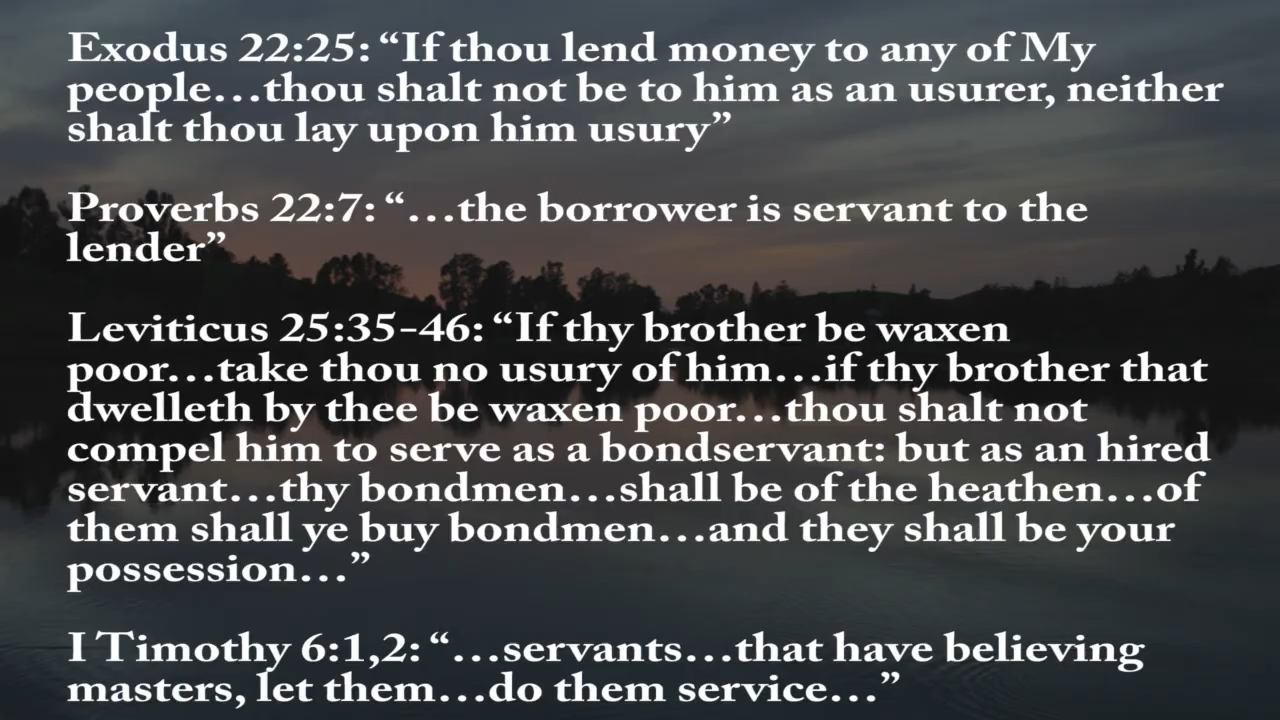 Exodus 22:25: “If thou lend money to any of My
people…thou shalt not be to him as an usurer, neither
shalt thou lay upon him usury”
Proverbs 22:7: “…the borrower is servant to the
lender”
Leviticus 25:35-46: “If thy brother be waxen
poor…take thou no usury of him…if thy brother that
dwelleth by thee be waxen poor…thou shalt not
compel him to serve as a bondservant: but as an hired
servant…thy bondmen…shall be of the heathen…of
them shall ye buy bondmen…and they shall be your
possession…”
I Timothy 6:1,2: “…servants…that have believing
masters, let them…do them service…”